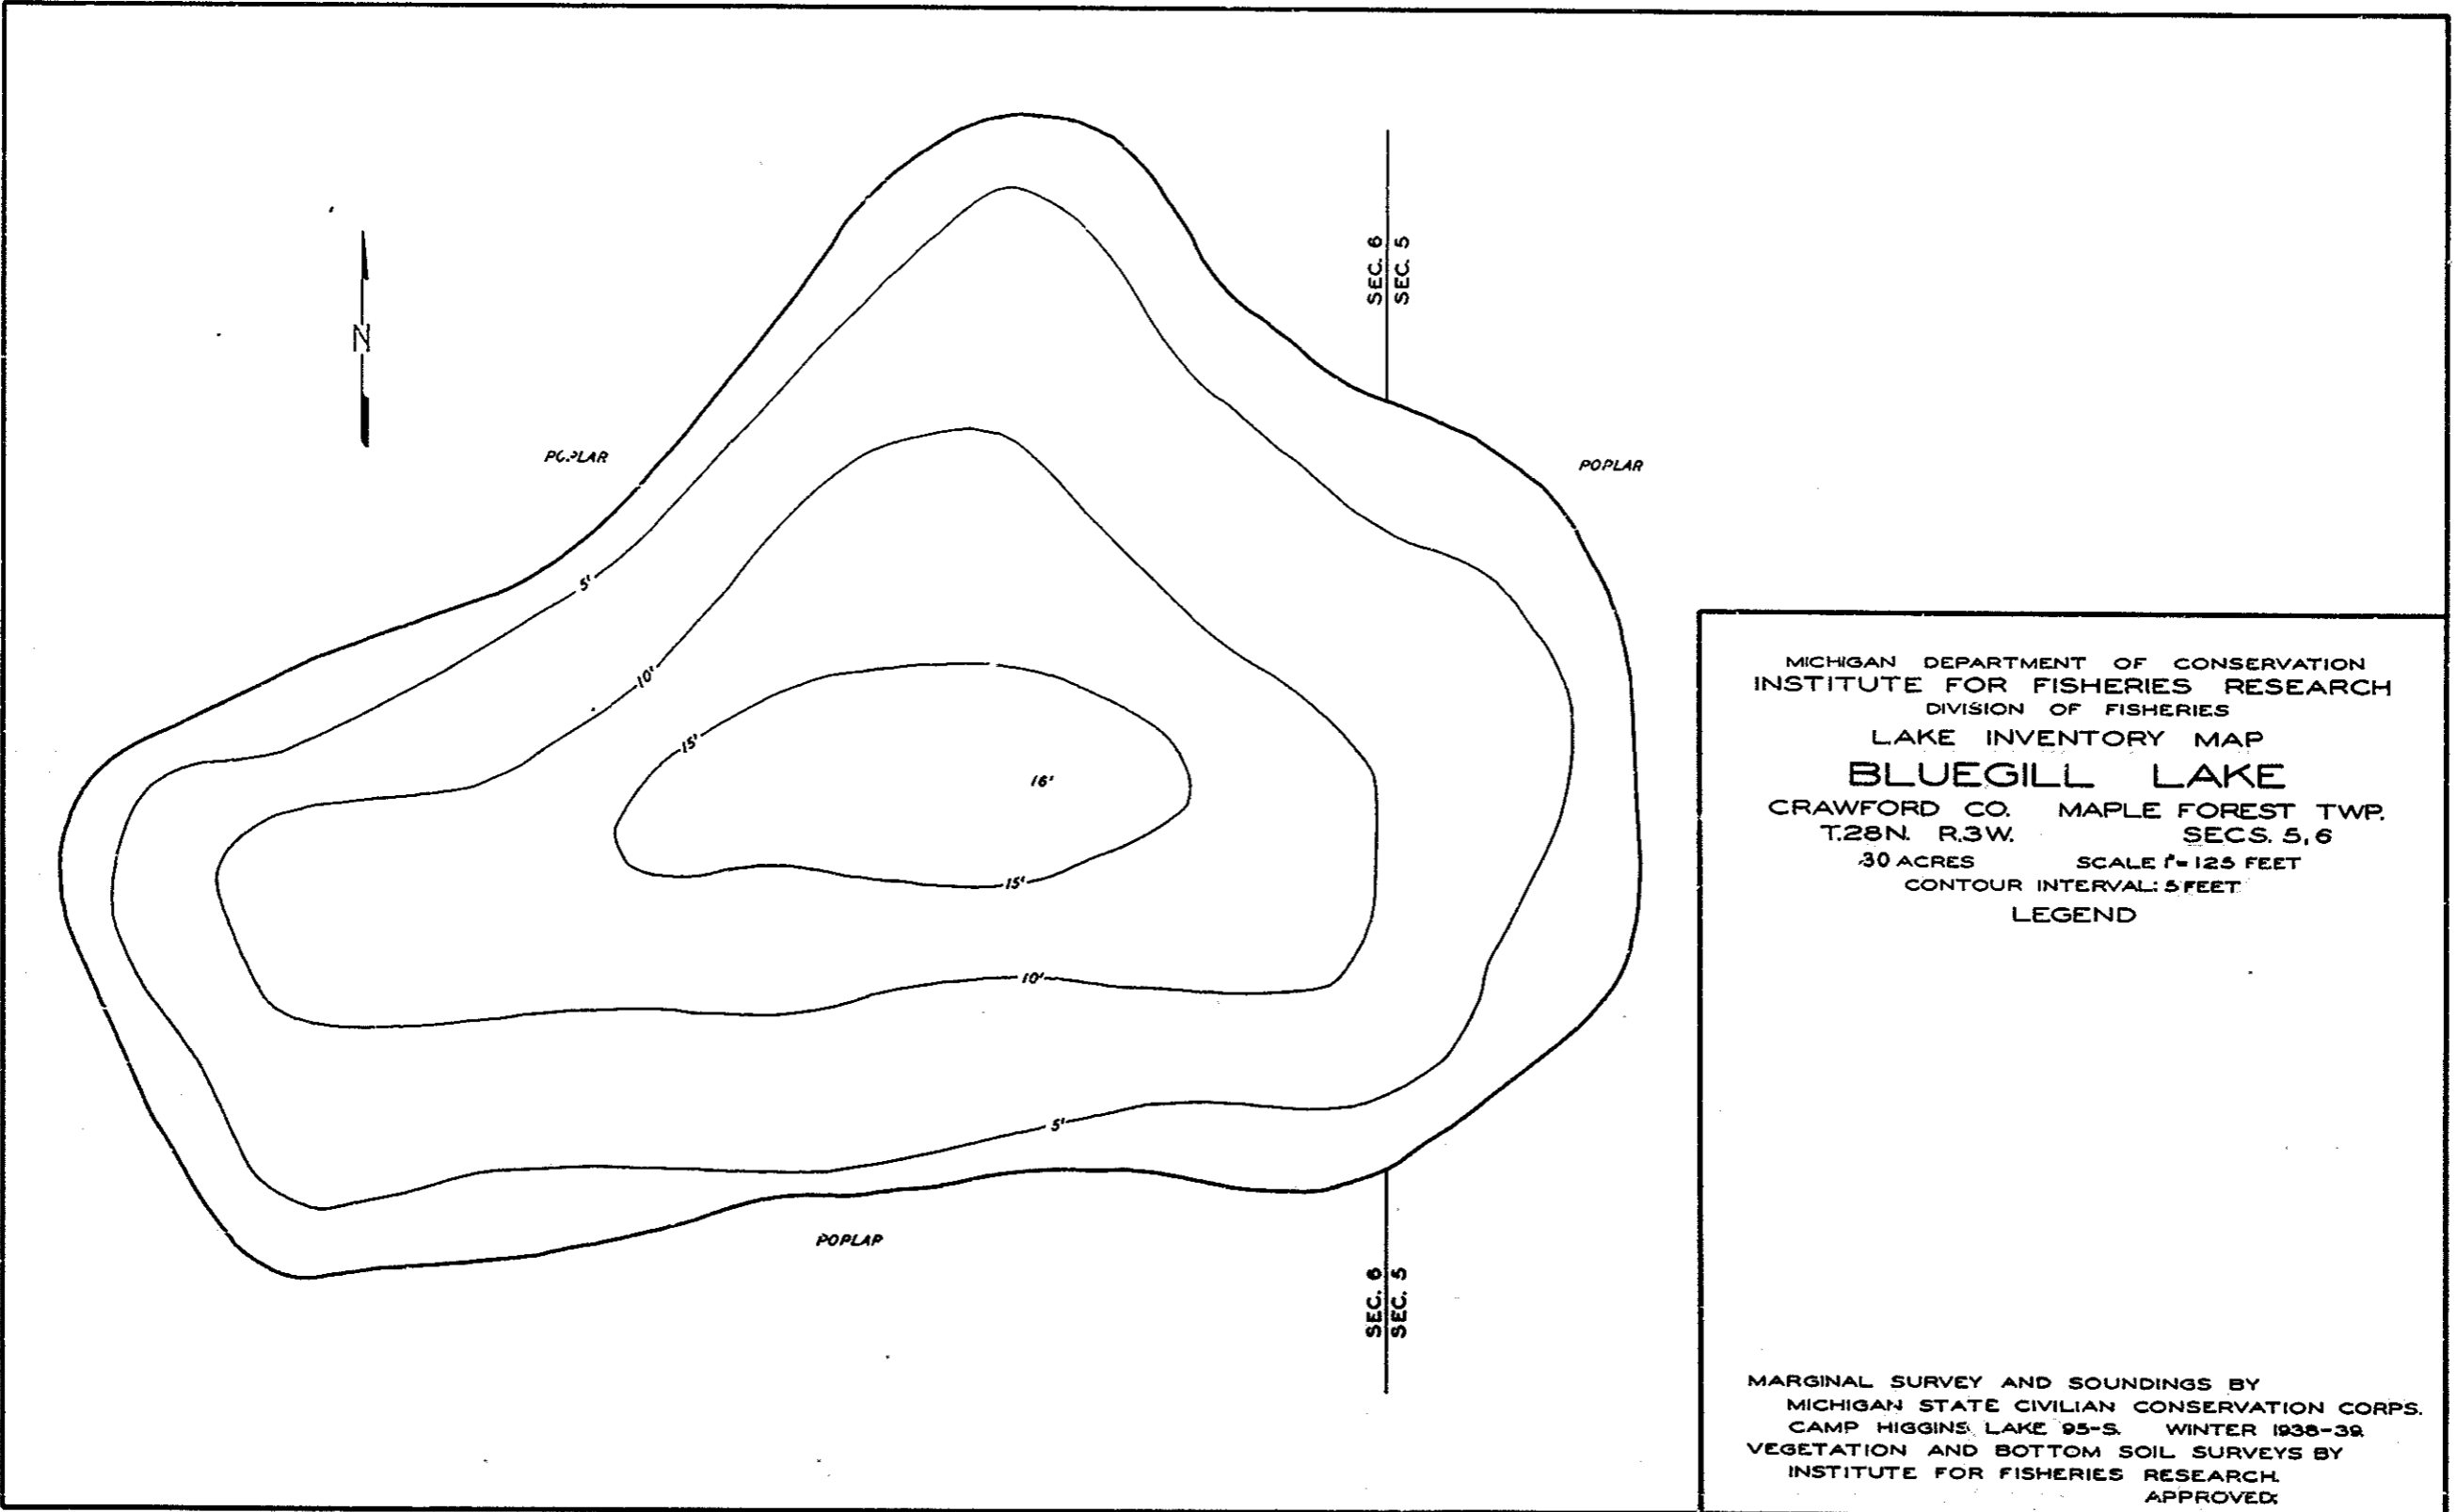 SEC. 6
SEC. 5
N
POPLAR
POPLAR
5'
10'
15'
16'
15'
10'
5'
POPLAR
SEC. 6
SEC. 5
MICHIGAN DEPARTMENT OF CONSERVATION
INSTITUTE FOR FISHERIES RESEARCH
DIVISION OF FISHERIES
LAKE INVENTORY MAP
BLUEGILL LAKE
CRAWFORD CO. MAPLE FOREST TWP.
T.28N. R.3W. SECS. 5, 6
30 ACRES SCALE 1"= 125 FEET
CONTOUR INTERVAL: 5 FEET
LEGEND
MARGINAL SURVEY AND SOUNDINGS BY
MICHIGAN STATE CIVILIAN CONSERVATION CORPS.
CAMP HIGGINS LAKE 95-S. WINTER 1938-39
VEGETATION AND BOTTOM SOIL SURVEYS BY
INSTITUTE FOR FISHERIES RESEARCH.
APPROVED: